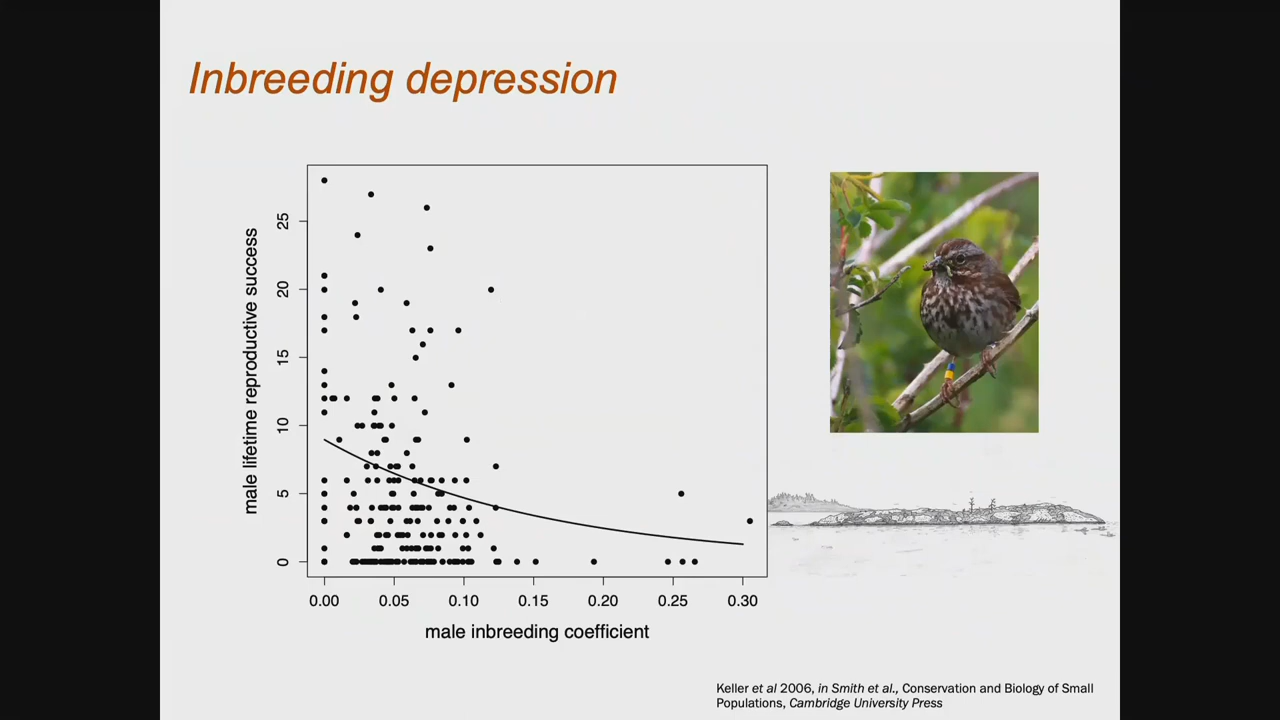 Inbreeding depression
male lifetime reproductive success
25
20
15
10
5
0
0.00 0.05 0.10 0.15 0.20 0.25 0.30
male inbreeding coefficient
Keller et al 2006, in Smith et al., Conservation and Biology of Small
Populations, Cambridge University Press